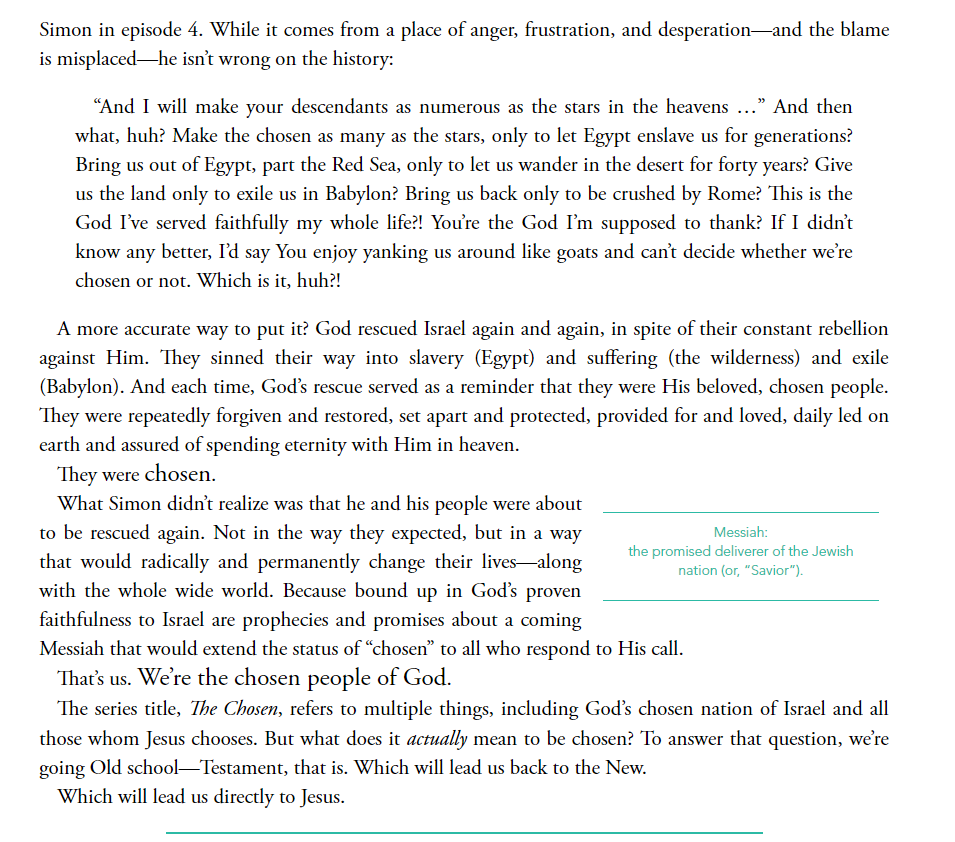 Simon in episode 4. While it comes from a place of anger, frustration, and desperation—and the blame
is misplaced—he isn’t wrong on the history:
“And I will make your descendants as numerous as the stars in the heavens …” And then
what, huh? Make the chosen as many as the stars, only to let Egypt enslave us for generations?
Bring us out of Egypt, part the Red Sea, only to let us wander in the desert for forty years? Give
us the land only to exile us in Babylon? Bring us back only to be crushed by Rome? This is the
God I’ve served faithfully my whole life?! You’re the God I’m supposed to thank? If I didn’t
know any better, I’d say You enjoy yanking us around like goats and can’t decide whether we’re
chosen or not. Which is it, huh?!
A more accurate way to put it? God rescued Israel again and again, in spite of their constant rebellion
against Him. They sinned their way into slavery (Egypt) and suffering (the wilderness) and exile
(Babylon). And each time, God’s rescue served as a reminder that they were His beloved, chosen people.
They were repeatedly forgiven and restored, set apart and protected, provided for and loved, daily led on
earth and assured of spending eternity with Him in heaven.
They were chosen.
What Simon didn’t realize was that he and his people were about
to be rescued again. Not in the way they expected, but in a way
that would radically and permanently change their lives—along
with the whole wide world. Because bound up in God’s proven
faithfulness to Israel are prophecies and promises about a coming
Messiah that would extend the status of “chosen” to all who respond to His call.
Messiah:
the promised deliverer of the Jewish
nation (or, “Savior”).
That’s us. We’re the chosen people of God.
The series title, The Chosen, refers to multiple things, including God’s chosen nation of Israel and all
those whom Jesus chooses. But what does it actually mean to be chosen? To answer that question, we’re
going Old school—Testament, that is. Which will lead us back to the New.
Which will lead us directly to Jesus.